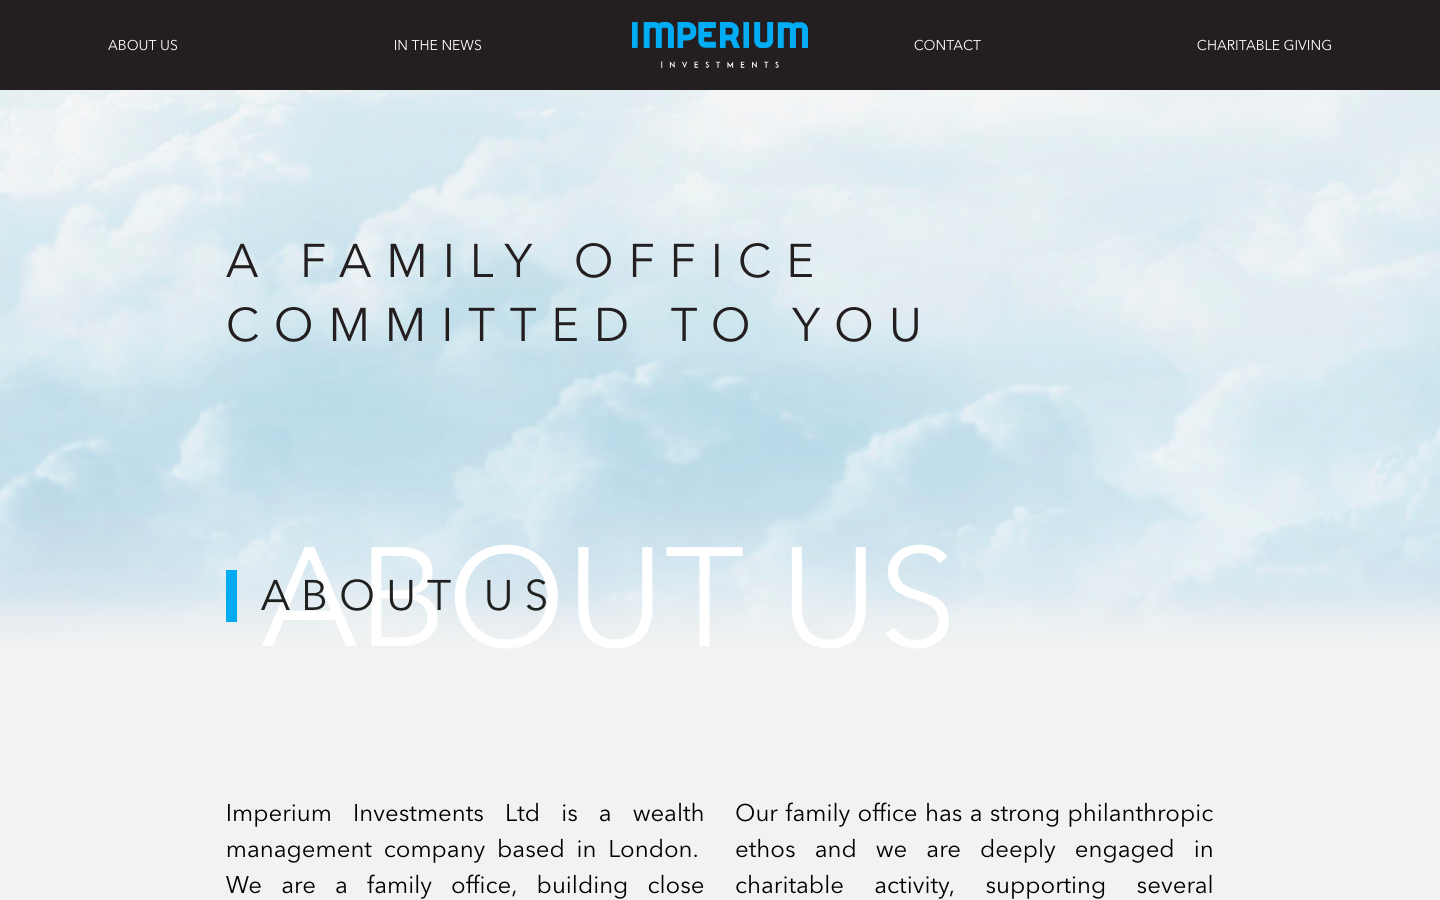 ABOUT US
IN THE NEWS
IMPERIUM
INVESTMENTS
CONTACT
CHARITABLE GIVING
A FAMILY OFFICE
COMMITTED TO YOU
ABOUT US
ABOUT US
Imperium Investments Ltd is a wealth
management company based in London.
We are a family office, building close
Our family office has a strong philanthropic
ethos and we are deeply engaged in
charitable activity, supporting several